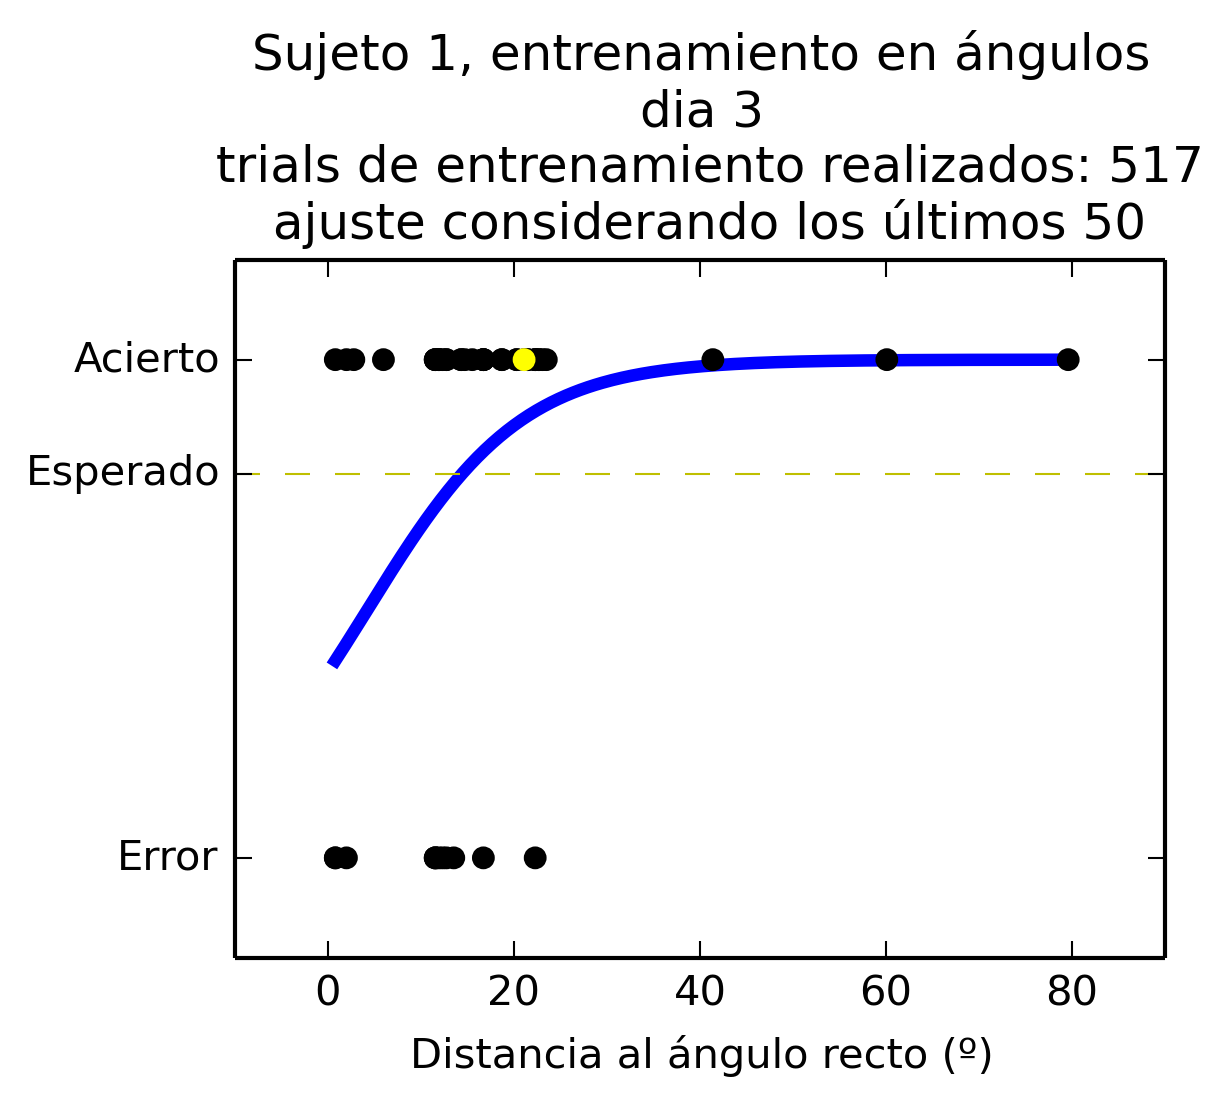 Sujeto 1, entrenamiento en ángulos
dia 3
trials de entrenamiento realizados: 517
ajuste considerando los últimos 50
Acierto
Esperado
Error
0 20 40 60 80
Distancia al ángulo recto (º)